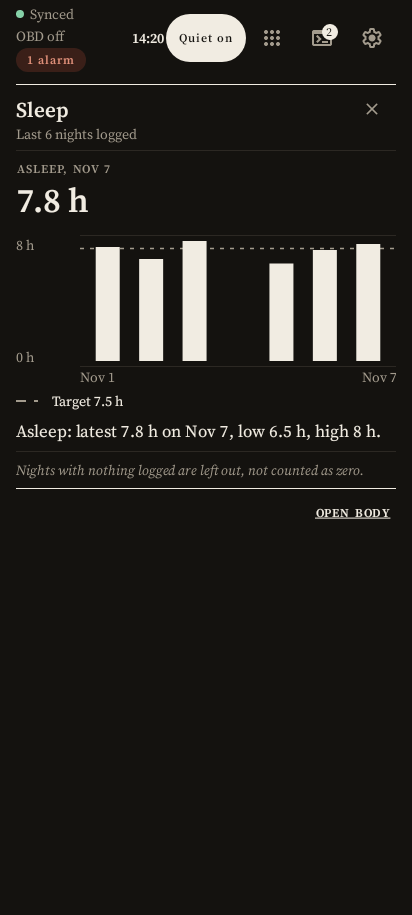 Synced
OBD off
1 alarm
14:20
Quiet on
2
Sleep
Last 6 nights logged
ASLEEP, NOV 7
7.8 h
8 h
0 h
Nov 1
Nov 7
Target 7.5 h
Asleep: latest 7.8 h on Nov 7, low 6.5 h, high 8 h.
Nights with nothing logged are left out, not counted as zero.
OPEN BODY